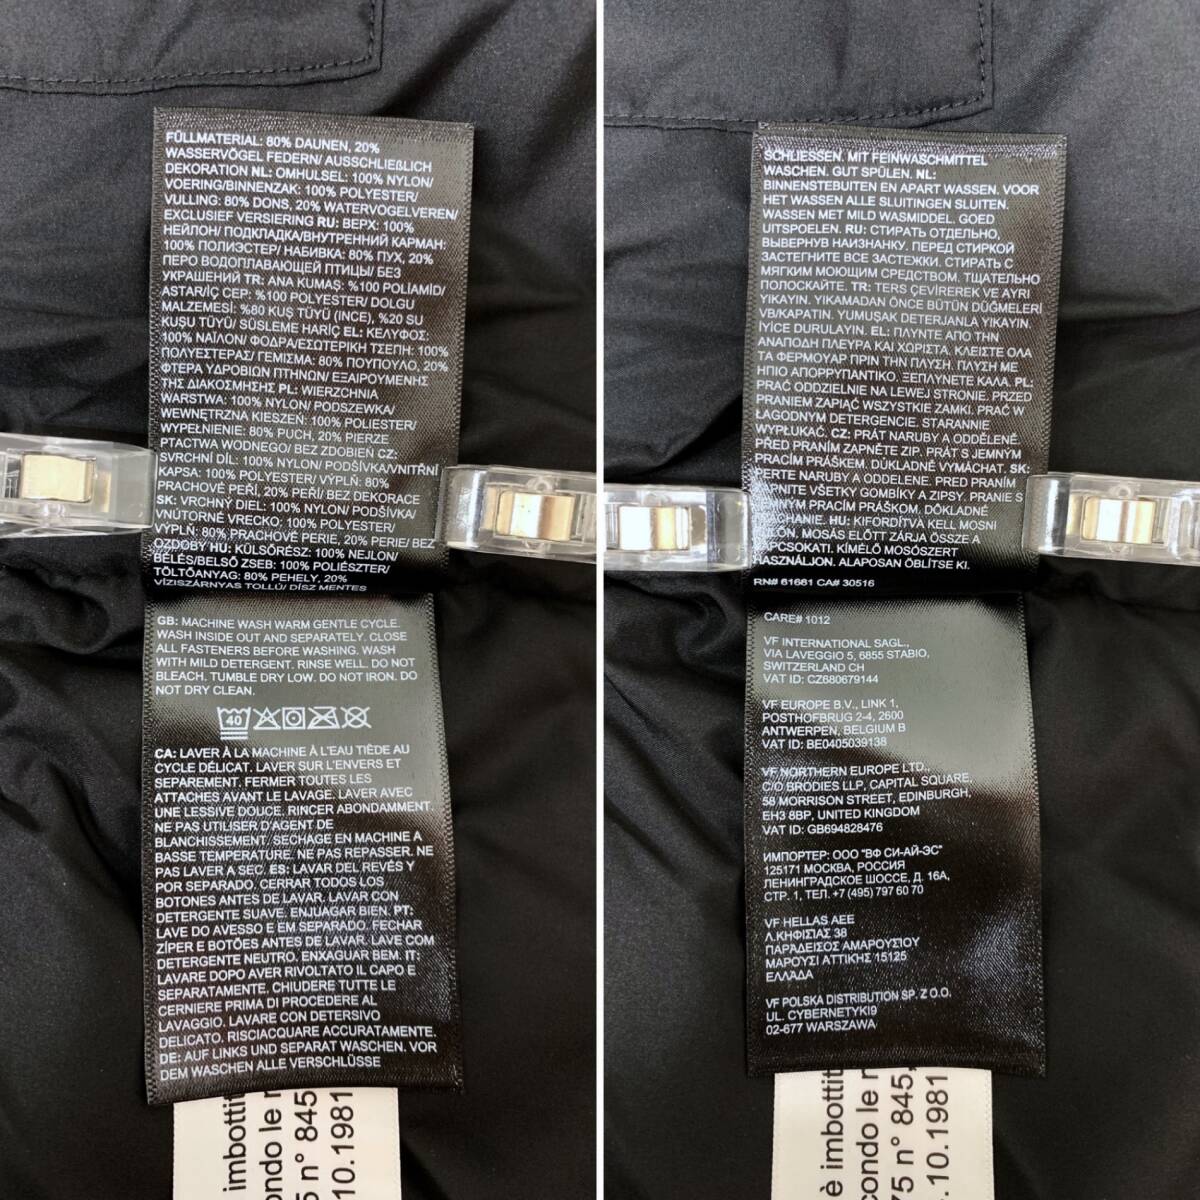 FÜLLMATERIAL: 80% DAUNEN, 20%
WASSERVÖGEL FEDERN/ AUSSCHLIEßLICH
DEKORATION NL: OMHULSEL: 100% NYLON/
VOERING/BINNENZAK: 100% POLYESTER/
VULLING: 80% DONS, 20% WATERVOGELVEREN/
EXCLUSIEF VERSIERING RU: ВЕРХ: 100%
НЕЙЛОН/ ПОДКЛАДКА/ВНУТРЕННИЙ КАРМАН:
100% ПОЛИЭСТЕР/ НАБИВКА: 80% ПУХ, 20%
ПЕРО ВОДОПЛАВАЮЩЕЙ ПТИЦЫ/ БЕЗ
УКРАШЕНИЙ TR: ANA KUMAŞ: %100 POLIAMİD/
ASTAR/İÇ CEP: %100 POLYESTER/ DOLGU
MALZEMESİ: %80 KUŞ TÜYÜ (INCE), %20 SU
KUŞU TÜYÜ/ SÜSLEME HARİÇ EL: ΚΕΛΥΦΟΣ:
100% ΝΑΪΛΟΝ/ ΦΟΔΡΑ/ΕΣΩΤΕΡΙΚΗ ΤΣΕΠΗ: 100%
ΠΟΛΥΕΣΤΕΡΑΣ/ ΓΕΜΙΣΜΑ: 80% ΠΟΥΠΟΥΛΟ, 20%
ΦΤΕΡΑ ΥΔΡΟΒΙΩΝ ΠΤΗΝΩΝ/ ΕΞΑΙΡΟΥΜΕΝΗΣ
ΤΗΣ ΔΙΑΚΟΣΜΗΣΗΣ PL: WIERZCHNIA
WARSTWA: 100% NYLON/ PODSZEWKA/
WEWNĘTRZNA KIESZEŃ: 100% POLIESTER/
WYPEŁNIENIE: 80% PUCH, 20% PIERZE
PTACTWA WODNEGO/ BEZ ZDOBIEŃ CZ:
SVRCHNÍ DÍL: 100% NYLON/ PODŠÍVKA/VNITŘNÍ
KAPSA: 100% POLYESTER/ VÝPLŇ: 80%
PRACHOVÉ PEŘÍ, 20% PEŘÍ/ BEZ DEKORACE
SK: VRCHNÝ DIEL: 100% NYLON/ PODŠÍVKA/
VNÚTORNÉ VRECKO: 100% POLYESTER/
VÝPLŇ: 80% PRACHOVÉ PERIE, 20% PERIE/ BEZ
OZDOBY HU: KÜLSŐRÉSZ: 100% NEJLON/
BÉLÉS/BELSŐ ZSEB: 100% POLIÉSZTER/
TÖLTŐANYAG: 80% PEHELY, 20%
VÍZISZÁRNYAS TOLLÚ/ DÍSZ MENTES
GB: MACHINE WASH WARM GENTLE CYCLE.
WASH INSIDE OUT AND SEPARATELY. CLOSE
ALL FASTENERS BEFORE WASHING. WASH
WITH MILD DETERGENT. RINSE WELL. DO NOT
BLEACH. TUMBLE DRY LOW. DO NOT IRON. DO
NOT DRY CLEAN.
40
CA: LAVER À LA MACHINE À L'EAU TIÈDE AU
CYCLE DÉLICAT. LAVER SUR L'ENVERS ET
SÉPAREMENT. FERMER TOUTES LES
ATTACHES AVANT LE LAVAGE. LAVER AVEC
UNE LESSIVE DOUCE. RINCER ABONDAMMENT.
NE PAS UTILISER D'AGENT DE
BLANCHISSEMENT. SÉCHAGE EN MACHINE À
BASSE TEMPÉRATURE. NE PAS REPASSER. NE
PAS LAVER À SEC. ES: LAVAR DEL REVÉS Y
POR SEPARADO. CERRAR TODOS LOS
BOTONES ANTES DE LAVAR. LAVAR CON
DETERGENTE SUAVE. ENJUAGAR BIEN. PT:
LAVE DO AVESSO E EM SEPARADO. FECHAR
ZÍPER E BOTÕES ANTES DE LAVAR. LAVE COM
DETERGENTE NEUTRO. ENXAGUAR BEM. IT:
LAVARE DOPO AVER RIVOLTATO IL CAPO E
SEPARATAMENTE. CHIUDERE TUTTE LE
CERNIERE PRIMA DI PROCEDERE AL
LAVAGGIO. LAVARE CON DETERSIVO
DELICATO. RISCIACQUARE ACCURATAMENTE.
DE: AUF LINKS UND SEPARAT WASCHEN. VOR
DEM WASCHEN ALLE VERSCHLÜSSE
imbottit
ondo le
n° 845
10.1981
SCHLIESSEN. MIT FEINWASCHMITTEL
WASCHEN. GUT SPÜLEN. NL:
BINNENSTEBUITEN EN APART WASSEN. VOOR
HET WASSEN ALLE SLUITINGEN SLUITEN.
WASSEN MET MILD WASMIDDEL. GOED
UITSPOELEN. RU: СТИРАТЬ ОТДЕЛЬНО,
ВЫВЕРНУВ НАИЗНАНКУ. ПЕРЕД СТИРКОЙ
ЗАСТЕГНИТЕ ВСЕ ЗАСТЕЖКИ. СТИРАТЬ С
МЯГКИМ МОЮЩИМ СРЕДСТВОМ. ТЩАТЕЛЬНО
ПОЛОСКАЙТЕ. TR: TERS ÇEVİREREK VE AYRI
YIKAYIN. YIKAMADAN ÖNCE BÜTÜN DÜĞMELERİ
VB/KAPATIN. YUMUŞAK DETERJANLA YIKAYIN.
İYİCE DURULAYIN. EL: ΠΛΥΝΤΕ ΑΠΟ ΤΗΝ
ΑΝΑΠΟΔΗ ΠΛΕΥΡΑ ΚΑΙ ΧΩΡΙΣΤΑ. ΚΛΕΙΣΤΕ ΟΛΑ
ΤΑ ΦΕΡΜΟΥΑΡ ΠΡΙΝ ΤΗΝ ΠΛΥΣΗ. ΠΛΥΣΗ ΜΕ
ΗΠΙΟ ΑΠΟΡΡΥΠΑΝΤΙΚΟ. ΞΕΠΛΥΝΕΤΕ ΚΑΛΑ. PL:
PRAĆ ODDZIELNIE NA LEWEJ STRONIE. PRZED
PRANIEM ZAPIĄĆ WSZYSTKIE ZAMKI. PRAĆ W
ŁAGODNYM DETERGENCIE. STARANNIE
WYPŁUKAĆ. CZ: PRÁT NARUBY A ODDĚLENĚ.
PŘED PRANÍM ZAPNĚTE ZIP. PRÁT S JEMNÝM
PRACÍM PRÁŠKEM. DŮKLADNĚ VYMÁCHAT. SK:
PERTE NARUBY A ODDELENE. PRED PRANÍM
VŠETKY GOMBÍKY A ZIPSY. PRANIE S
PRACÍM PRÁŠKOM. DÔKLADNÉ
HU: KIFORDÍTVA KELL MOSNI
MOSÁS ELŐTT ZÁRJA ÖSSZE A
KÍMÉLŐ MOSÓSZERT
HASZNÁLJON. ALAPOSAN ÖBLÍTSE KI.
RN# 61661 CA# 30516
CARE# 1012
VF INTERNATIONAL SAGL.,
VIA LAVEGGIO 5, 6855 STABIO,
SWITZERLAND CH
VAT ID: CZ680679144
VF EUROPE B.V., LINK 1,
POSTHOFBRUG 2-4, 2600
ANTWERPEN, BELGIUM B
VAT ID: BE0405039138
VF NORTHERN EUROPE LTD.,
C/O BRODIES LLP, CAPITAL SQUARE,
58 MORRISON STREET, EDINBURGH,
EH3 8BP, UNITED KINGDOM
VAT ID: GB694828476
ИМПОРТЕР: ООО "ВФ СИ-АЙ-ЭС"
125171 МОСКВА, РОССИЯ
ЛЕНИНГРАДСКОЕ ШОССЕ, Д. 16А,
СТР. 1, ТЕЛ. +7 (495) 797 60 70
VF HELLAS AEE
Λ.ΚΗΦΙΣΙΑΣ 38
ΠΑΡΑΔΕΙΣΟΣ ΑΜΑΡΟΥΣΙΟΥ
ΜΑΡΟΥΣΙ ΑΤΤΙΚΗΣ 15125
ΕΛΛΑΔΑ
VF POLSKA DISTRIBUTION SP. Z O.O.
UL. CYBERNETYKI9
02-677 WARSZAWA
è imbottit
condo le
75 n° 845,
.10.1981